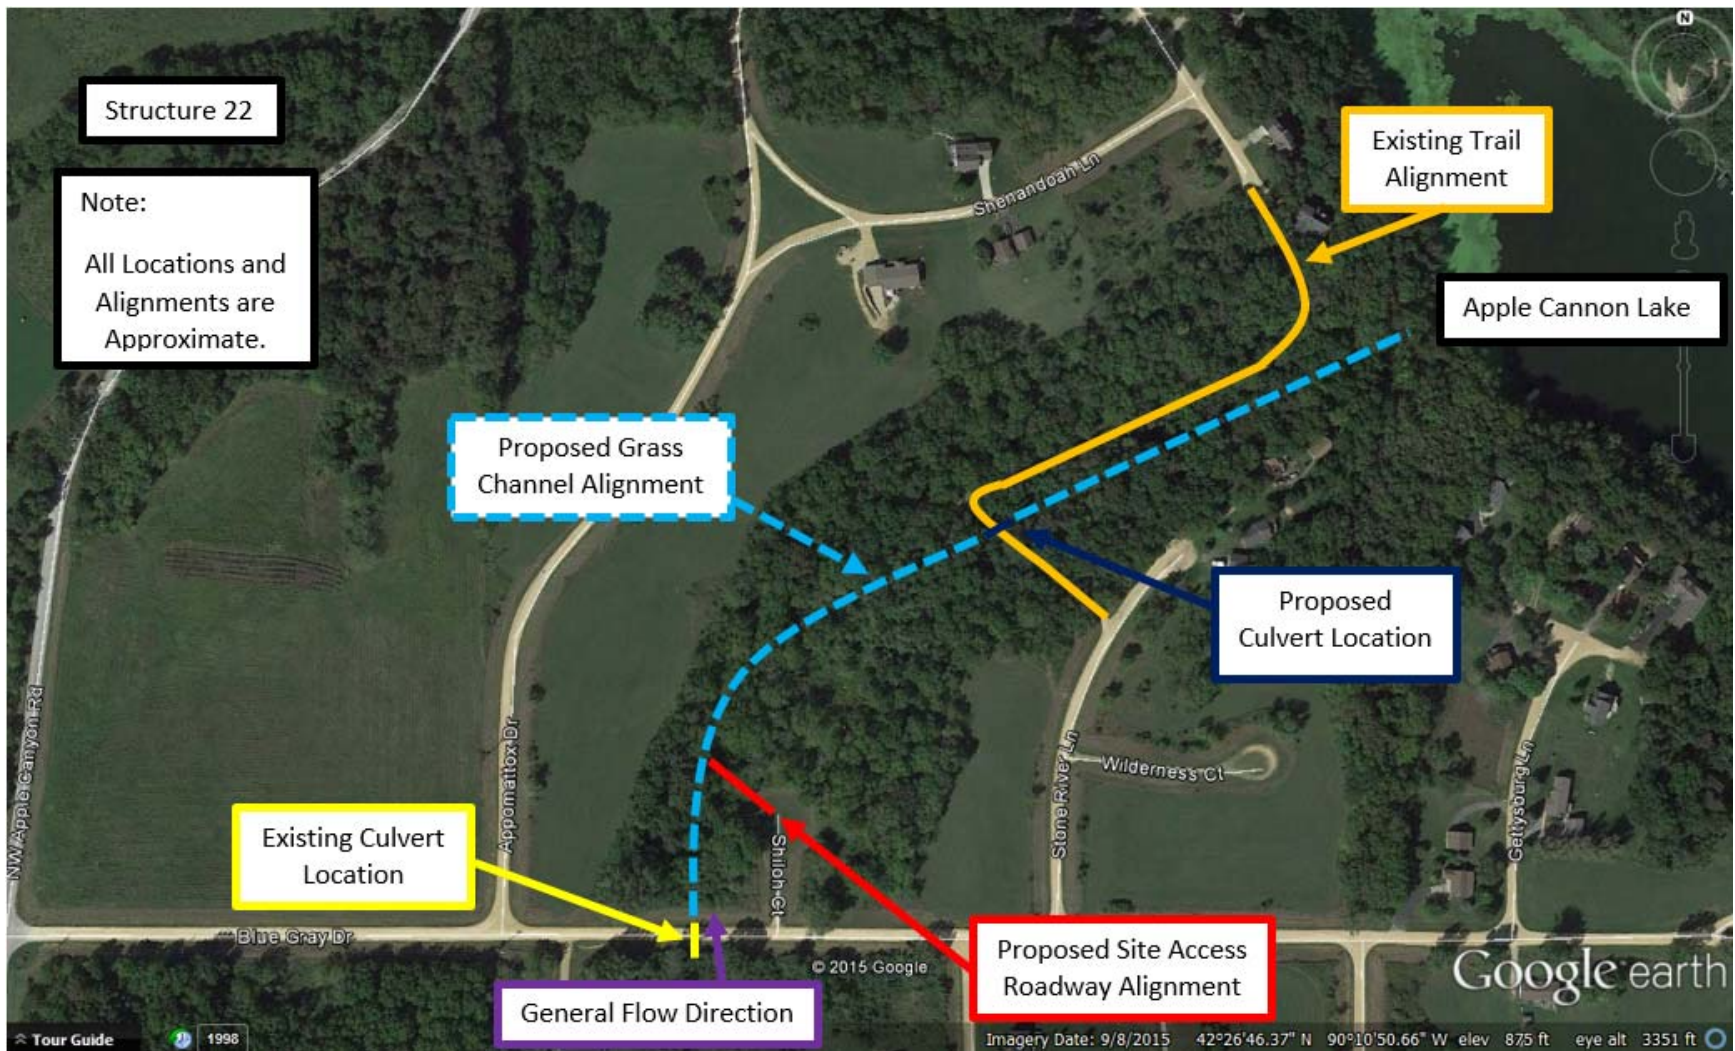 N
Structure 22
Note:
All Locations and
Alignments are
Approximate.
Existing Trail
Alignment
Shenandoah Ln
Apple Cannon Lake
Proposed Grass
Channel Alignment
Proposed
Culvert Location
NW Apple Canyon Rd
Appomattox Dr
Stone River Ln
Wilderness Ct
Gettysburg Ln
Existing Culvert
Location
Shiloh Ct
Blue Gray Dr
General Flow Direction
Proposed Site Access
Roadway Alignment
© 2015 Google
Google earth
Tour Guide
1998
Imagery Date: 9/8/2015 42°26'46.37" N 90°10'50.66" W elev 875 ft eye alt 3351 ft